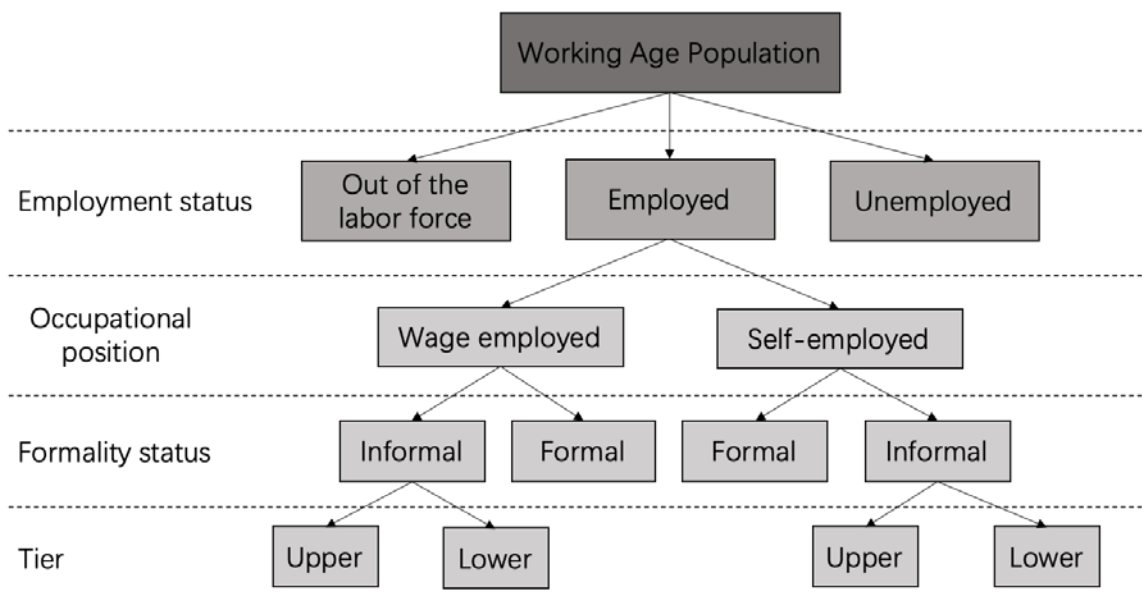 Working Age Population
Employment status
Out of the
labor force
Employed
Unemployed
Occupational
position
Wage employed
Self-employed
Formality status
Informal
Formal
Formal
Informal
Tier
Upper
Lower
Upper
Lower